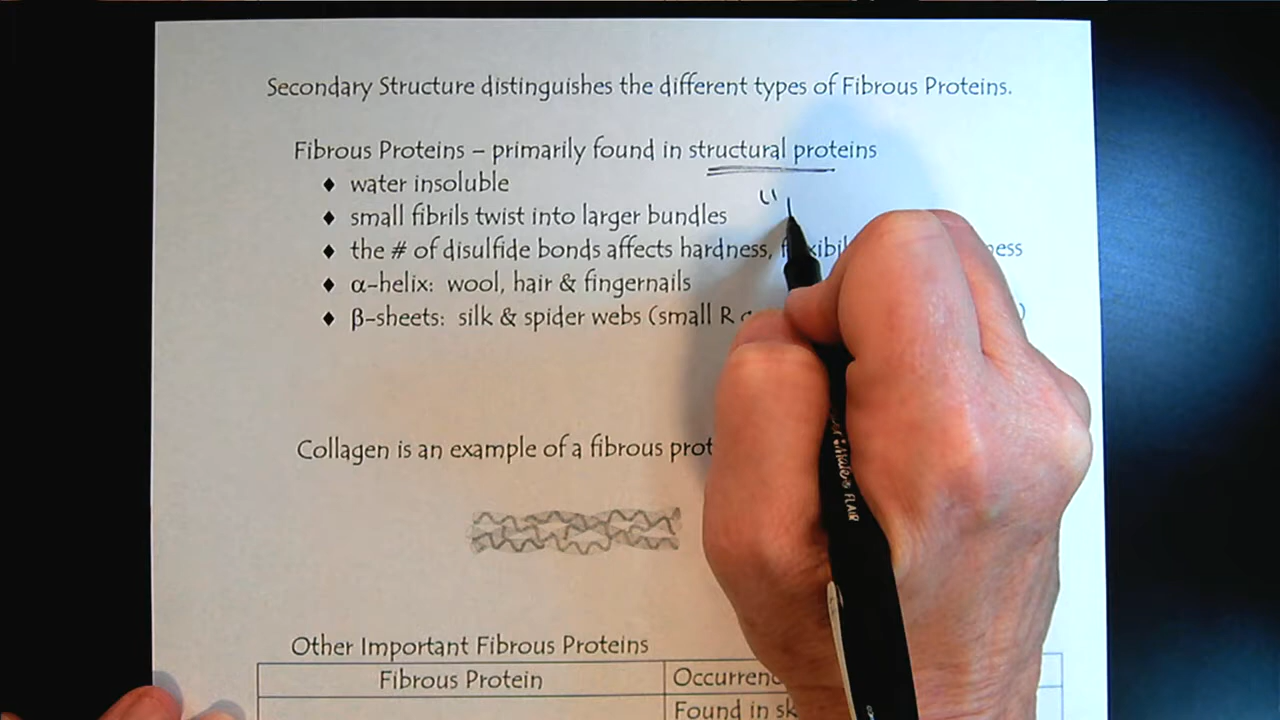 Secondary Structure distinguishes the different types of Fibrous Proteins.
Fibrous Proteins – primarily found in structural proteins
♦ water insoluble
♦ small fibrils twist into larger bundles
♦ the # of disulfide bonds affects hardness,
♦ α-helix: wool, hair & fingernails
♦ β-sheets: silk & spider webs (small R
Collagen is an example of a fibrous
Other Important Fibrous Proteins
Fibrous Protein
Found in
FLAIR